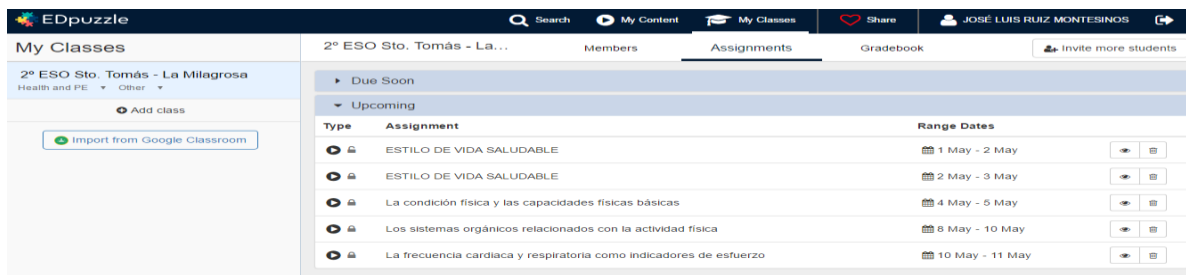 EDpuzzle Search My Content My Classes Share JOSÉ LUIS RUIZ MONTESINOS
My Classes
2º ESO Sto. Tomás - La Milagrosa
Health and PE Other
Add class
Import from Google Classroom
2º ESO Sto. Tomás - La... Members Assignments Gradebook Invite more students
Due Soon
Upcoming
Type Assignment Range Dates
ESTILO DE VIDA SALUDABLE 1 May - 2 May
ESTILO DE VIDA SALUDABLE 2 May - 3 May
La condición física y las capacidades físicas básicas 4 May - 5 May
Los sistemas orgánicos relacionados con la actividad física 8 May - 10 May
La frecuencia cardiaca y respiratoria como indicadores de esfuerzo 10 May - 11 May